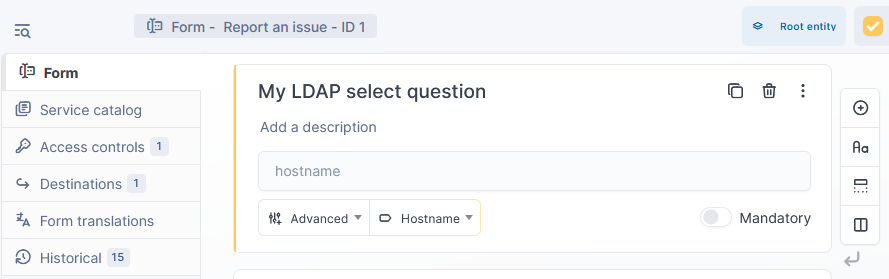 Form - Report an issue - ID 1
Root entity
Form
Service catalog
Access controls 1
Destinations 1
Form translations
Historical 15
My LDAP select question
Add a description
hostname
Advanced
Hostname
Mandatory
Aa